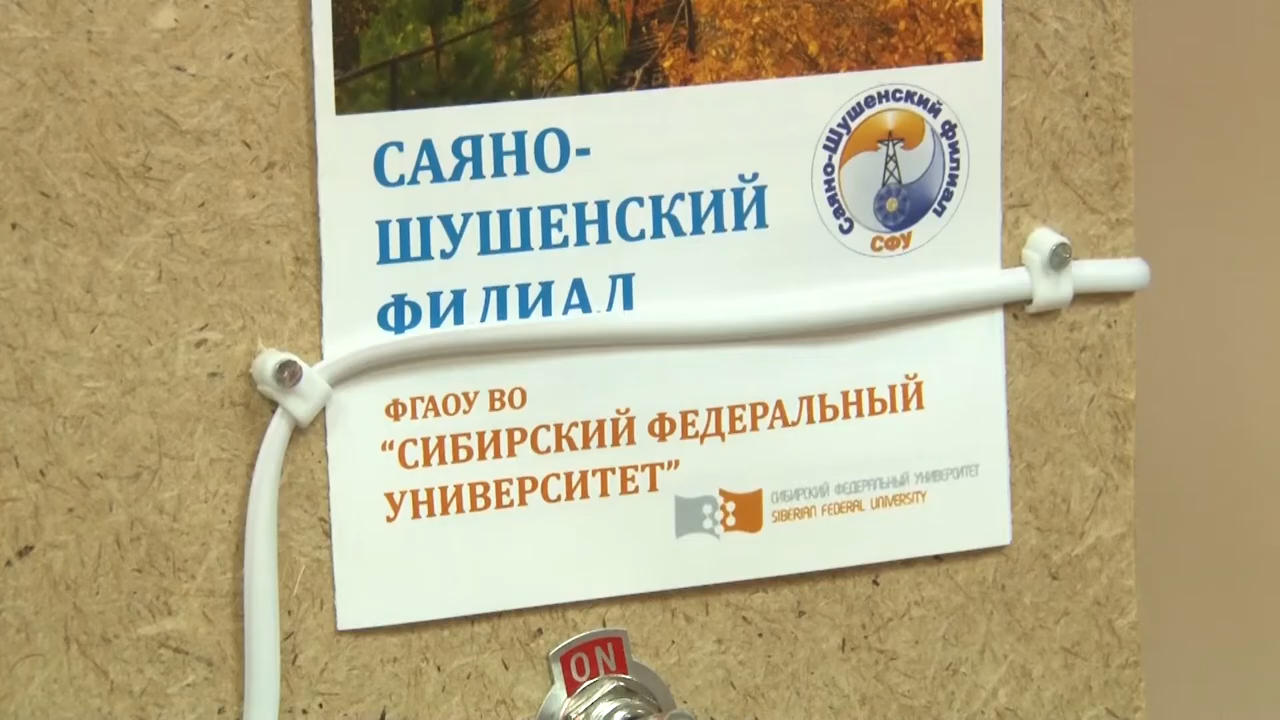 САЯНО-
ШУШЕНСКИЙ
ФИЛИАЛ
Саяно-Шушенский филиал
СФУ
ФГАОУ ВО
“СИБИРСКИЙ ФЕДЕРАЛЬНЫЙ
УНИВЕРСИТЕТ”
СИБИРСКИЙ ФЕДЕРАЛЬНЫЙ УНИВЕРСИТЕТ
SIBERIAN FEDERAL UNIVERSITY
ON